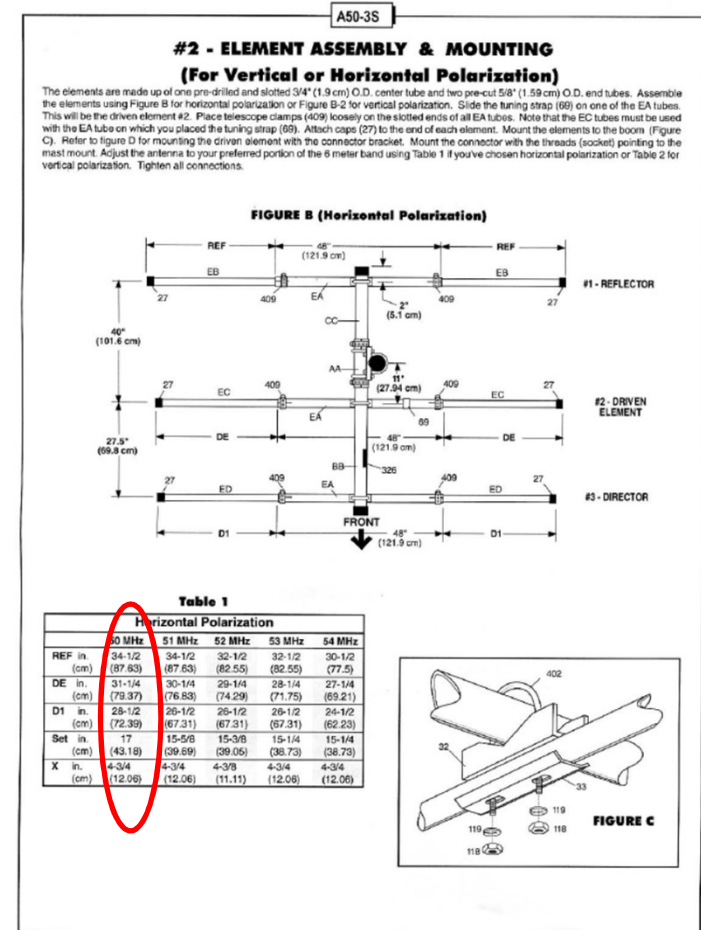 A50-3S
#2 - ELEMENT ASSEMBLY & MOUNTING
(For Vertical or Horizontal Polarization)
The elements are made up of one pre-drilled and slotted 3/4" (1.9 cm) O.D. center tube and two pre-cut 5/8" (1.59 cm) O.D. end tubes. Assemble
the elements using Figure B for horizontal polarization or Figure B-2 for vertical polarization. Slide the tuning strap (69) on one of the EA tubes.
This will be the driven element #2. Place telescope clamps (409) loosely on the slotted ends of all EA tubes. Note that the EC tubes must be used
with the EA tube on which you placed the tuning strap (69). Attach caps (27) to the end of each element. Mount the elements to the boom (Figure
C). Refer to figure D for mounting the driven element with the connector bracket. Mount the connector with the threads (socket) pointing to the
mast mount. Adjust the antenna to your preferred portion of the 6 meter band using Table 1 if you've chosen horizontal polarization or Table 2 for
vertical polarization. Tighten all connections.
FIGURE B (Horizontal Polarization)
REF 48" REF
(121.9 cm)
EB EB
27 409 EA 409 27
#1 - REFLECTOR
2"
(5.1 cm)
CC
40"
(101.6 cm)
AA
11"
(27.94 cm)
27 409 409 27
EC EC
EA 69
#2 - DRIVEN
ELEMENT
DE 48" DE
(121.9 cm)
27.5"
(69.8 cm)
BB 326
27 409 EA 409 27
ED ED
#3 - DIRECTOR
FRONT
D1 48" D1
(121.9 cm)
Table 1
Horizontal Polarization
50 MHz 51 MHz 52 MHz 53 MHz 54 MHz
REF in. 34-1/2 34-1/2 32-1/2 32-1/2 30-1/2
(cm) (87.63) (87.63) (82.55) (82.55) (77.5)
DE in. 31-1/4 30-1/4 29-1/4 28-1/4 27-1/4
(cm) (79.37) (76.83) (74.29) (71.75) (69.21)
D1 in. 28-1/2 26-1/2 26-1/2 26-1/2 24-1/2
(cm) (72.39) (67.31) (67.31) (67.31) (62.23)
Set in. 17 15-5/8 15-3/8 15-1/4 15-1/4
(cm) (43.18) (39.69) (39.05) (38.73) (38.73)
X in. 4-3/4 4-3/4 4-3/8 4-3/4 4-3/4
(cm) (12.06) (12.06) (11.11) (12.06) (12.06)
402
32
33
119
118
119
118
FIGURE C